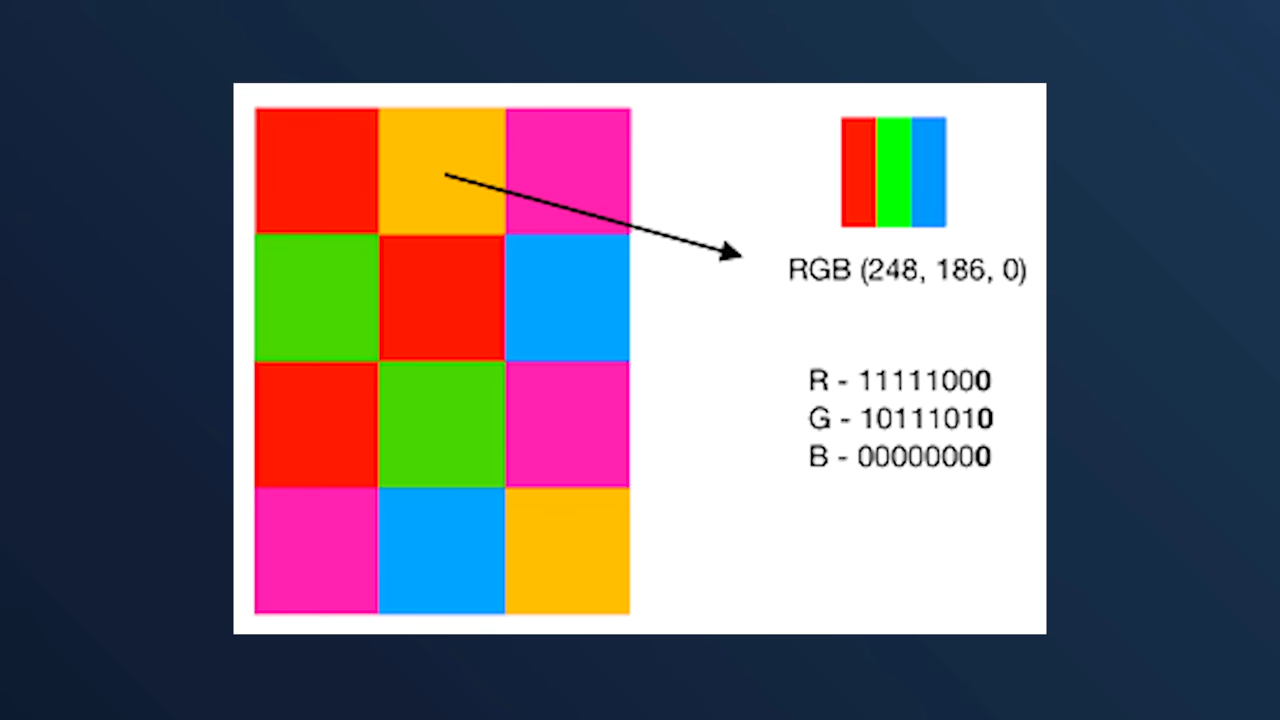 RGB (248, 186, 0)
R - 11111000
G - 10111010
B - 00000000